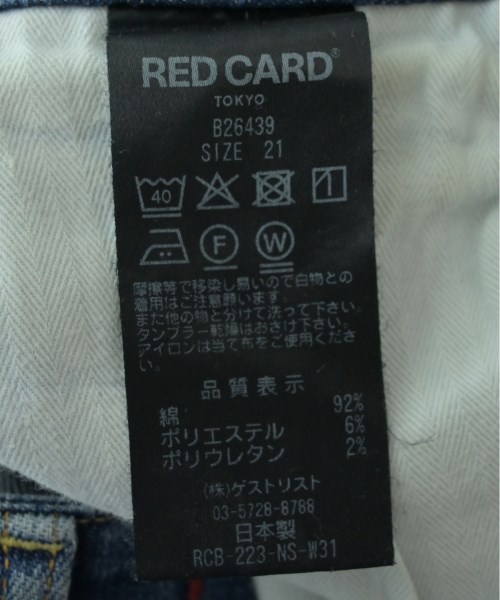 RED CARD®
TOKYO
B26439
SIZE 21
40
F W
摩擦等で移染し易いので白物との
着用はご注意願います。
また他の物と分けて洗って下さい。
タンブラー乾燥はおさけ下さい。
アイロンは当て布をご使用くださ
い。
品質表示
綿 92%
ポリエステル 6%
ポリウレタン 2%
(株)ゲストリスト
03-5728-8788
日本製
RCB-223-NS-W31